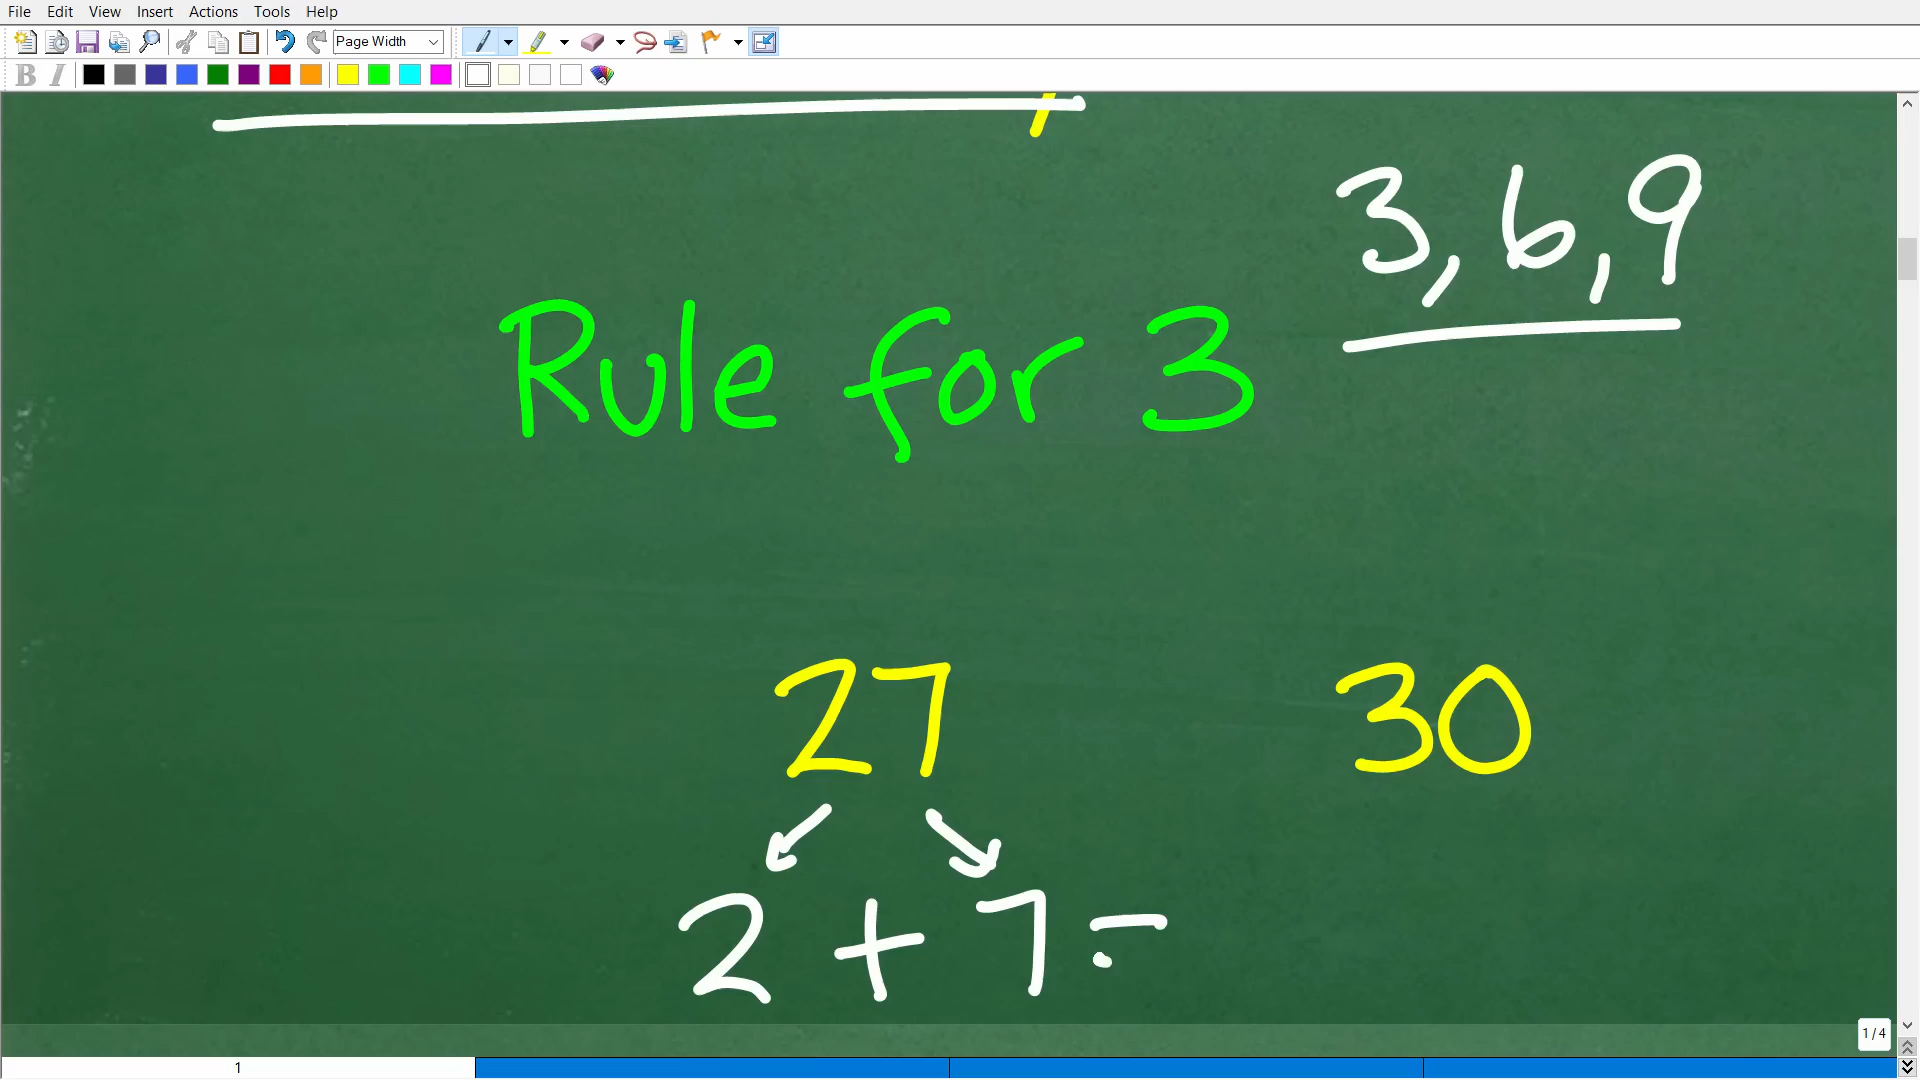 File Edit View Insert Actions Tools Help
Page Width
B I
3, 6, 9
Rule for 3
27 30
2 + 7 =
1 / 4
1